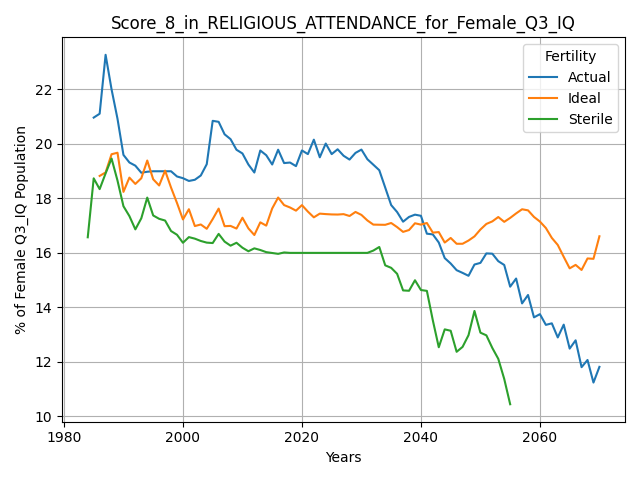 Score_8_in_RELIGIOUS_ATTENDANCE_for_Female_Q3_IQ
Fertility
Actual
Ideal
Sterile
% of Female Q3_IQ Population
22
20
18
16
14
12
10
1980
2000
2020
2040
2060
Years